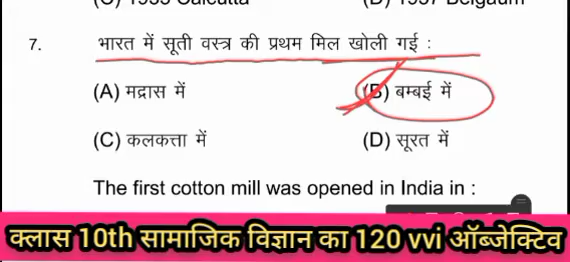 7. भारत में सूती वस्त्र की प्रथम मिल खोली गई :
(A) मद्रास में (B) बम्बई में
(C) कलकत्ता में (D) सूरत में
The first cotton mill was opened in India in :
क्लास 10th सामाजिक विज्ञान का 120 vvi ऑब्जेक्टिव